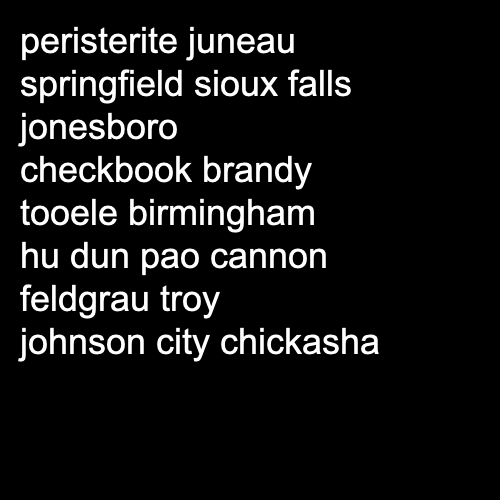 peristerite juneau
springfield sioux falls
jonesboro
checkbook brandy
tooele birmingham
hu dun pao cannon
feldgrau troy
johnson city chickasha